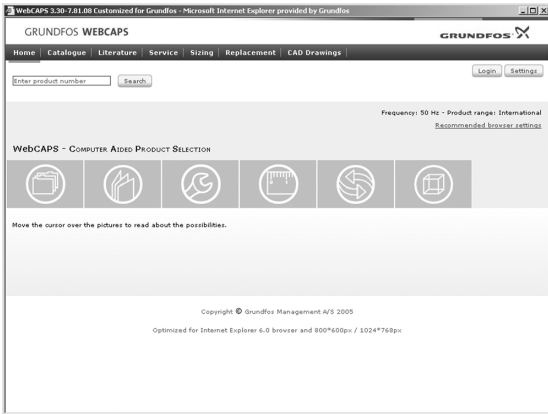 WebCAPS 3.30-7.81.08 Customized for Grundfos - Microsoft Internet Explorer provided by Grundfos
GRUNDFOS WEBCAPS
GRUNDFOS
Home | Catalogue | Literature | Service | Sizing | Replacement | CAD Drawings |
Enter product number Search
Login Settings
Frequency: 50 Hz - Product range: International
Recommended browser settings
WebCAPS - Computer Aided Product Selection
Move the cursor over the pictures to read about the possibilities.
Copyright © Grundfos Management A/S 2005
Optimized for Internet Explorer 6.0 browser and 800*600px / 1024*768px